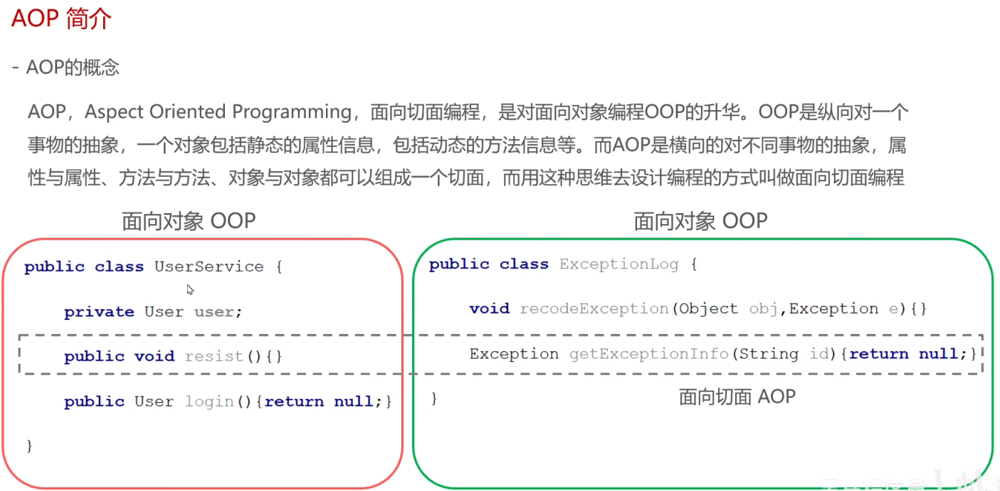 AOP 简介
- AOP的概念
AOP，Aspect Oriented Programming，面向切面编程，是对面向对象编程OOP的升华。OOP是纵向对一个
事物的抽象，一个对象包括静态的属性信息，包括动态的方法信息等。而AOP是横向的对不同事物的抽象，属
性与属性、方法与方法、对象与对象都可以组成一个切面，而用这种思维去设计编程的方式叫做面向切面编程
面向对象 OOP
public class UserService {
private User user;
public void resist(){}
public User login(){return null;}
}
面向对象 OOP
public class ExceptionLog {
void recodeException(Object obj,Exception e){}
Exception getExceptionInfo(String id){return null;}
}
面向切面 AOP